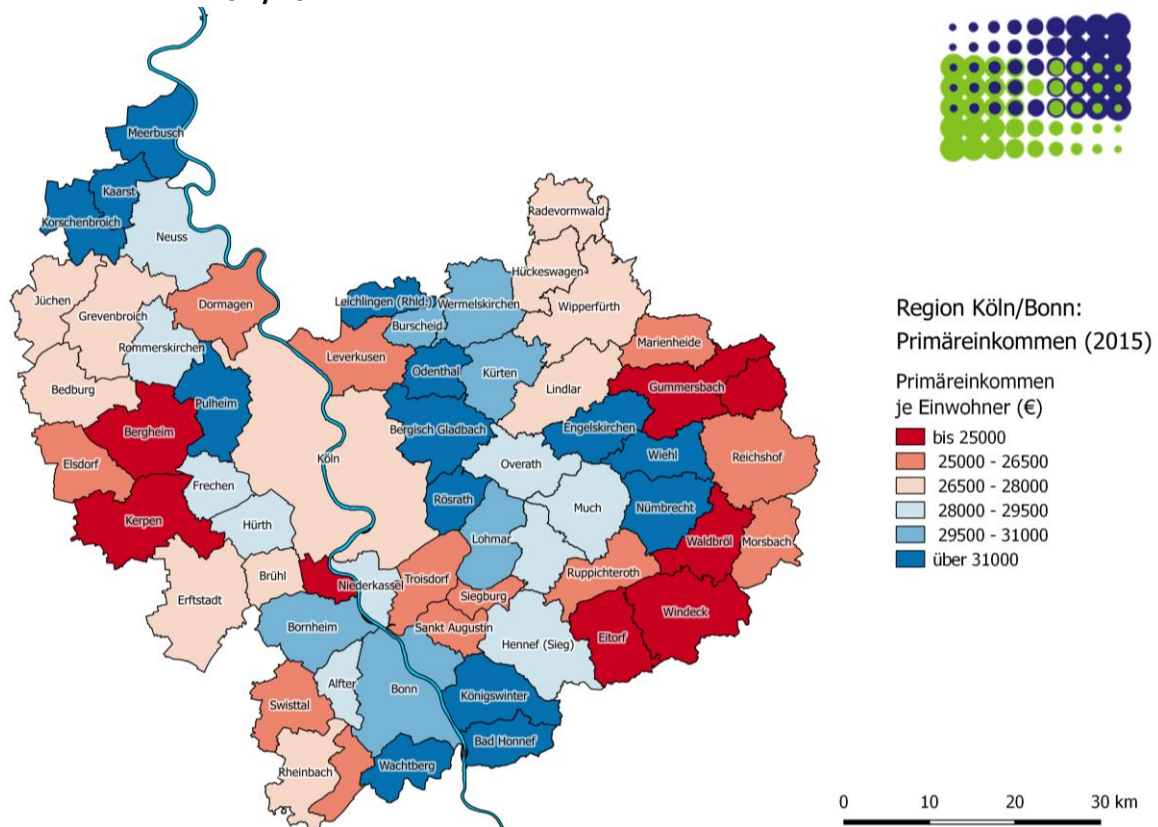 Meerbusch
Kaarst
Korschenbroich
Neuss
Radevormwald
Hückeswagen
Jüchen
Grevenbroich
Dormagen
Leichlingen (Rhld.)
Wermelskirchen
Wipperfürth
Burscheid
Rommerskirchen
Leverkusen
Marienheide
Odenthal
Kürten
Bedburg
Lindlar
Gummersbach
Pulheim
Bergheim
Bergisch Gladbach
Engelskirchen
Köln
Wiehl
Elsdorf
Overath
Reichshof
Frechen
Rösrath
Much
Nümbrecht
Kerpen
Hürth
Lohmar
Waldbröl
Morsbach
Brühl
Niederkassel
Troisdorf
Ruppichteroth
Erftstadt
Siegburg
Windeck
Bornheim
Sankt Augustin
Hennef (Sieg)
Eitorf
Alfter
Bonn
Königswinter
Swisttal
Bad Honnef
Wachtberg
Rheinbach
Region Köln/Bonn:
Primäreinkommen (2015)
Primäreinkommen
je Einwohner (€)
bis 25000
25000 - 26500
26500 - 28000
28000 - 29500
29500 - 31000
über 31000
0 10 20 30 km